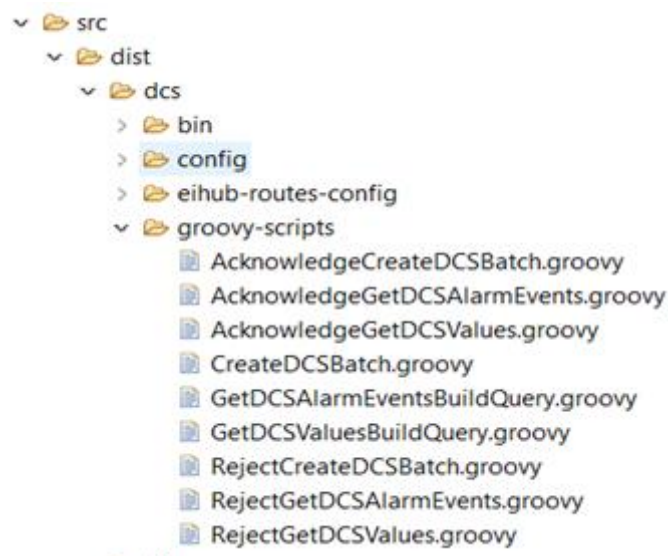 src
dist
dcs
bin
config
eihub-routes-config
groovy-scripts
AcknowledgeCreateDCSBatch.groovy
AcknowledgeGetDCSAlarmEvents.groovy
AcknowledgeGetDCSValues.groovy
CreateDCSBatch.groovy
GetDCSAlarmEventsBuildQuery.groovy
GetDCSValuesBuildQuery.groovy
RejectCreateDCSBatch.groovy
RejectGetDCSAlarmEvents.groovy
RejectGetDCSValues.groovy